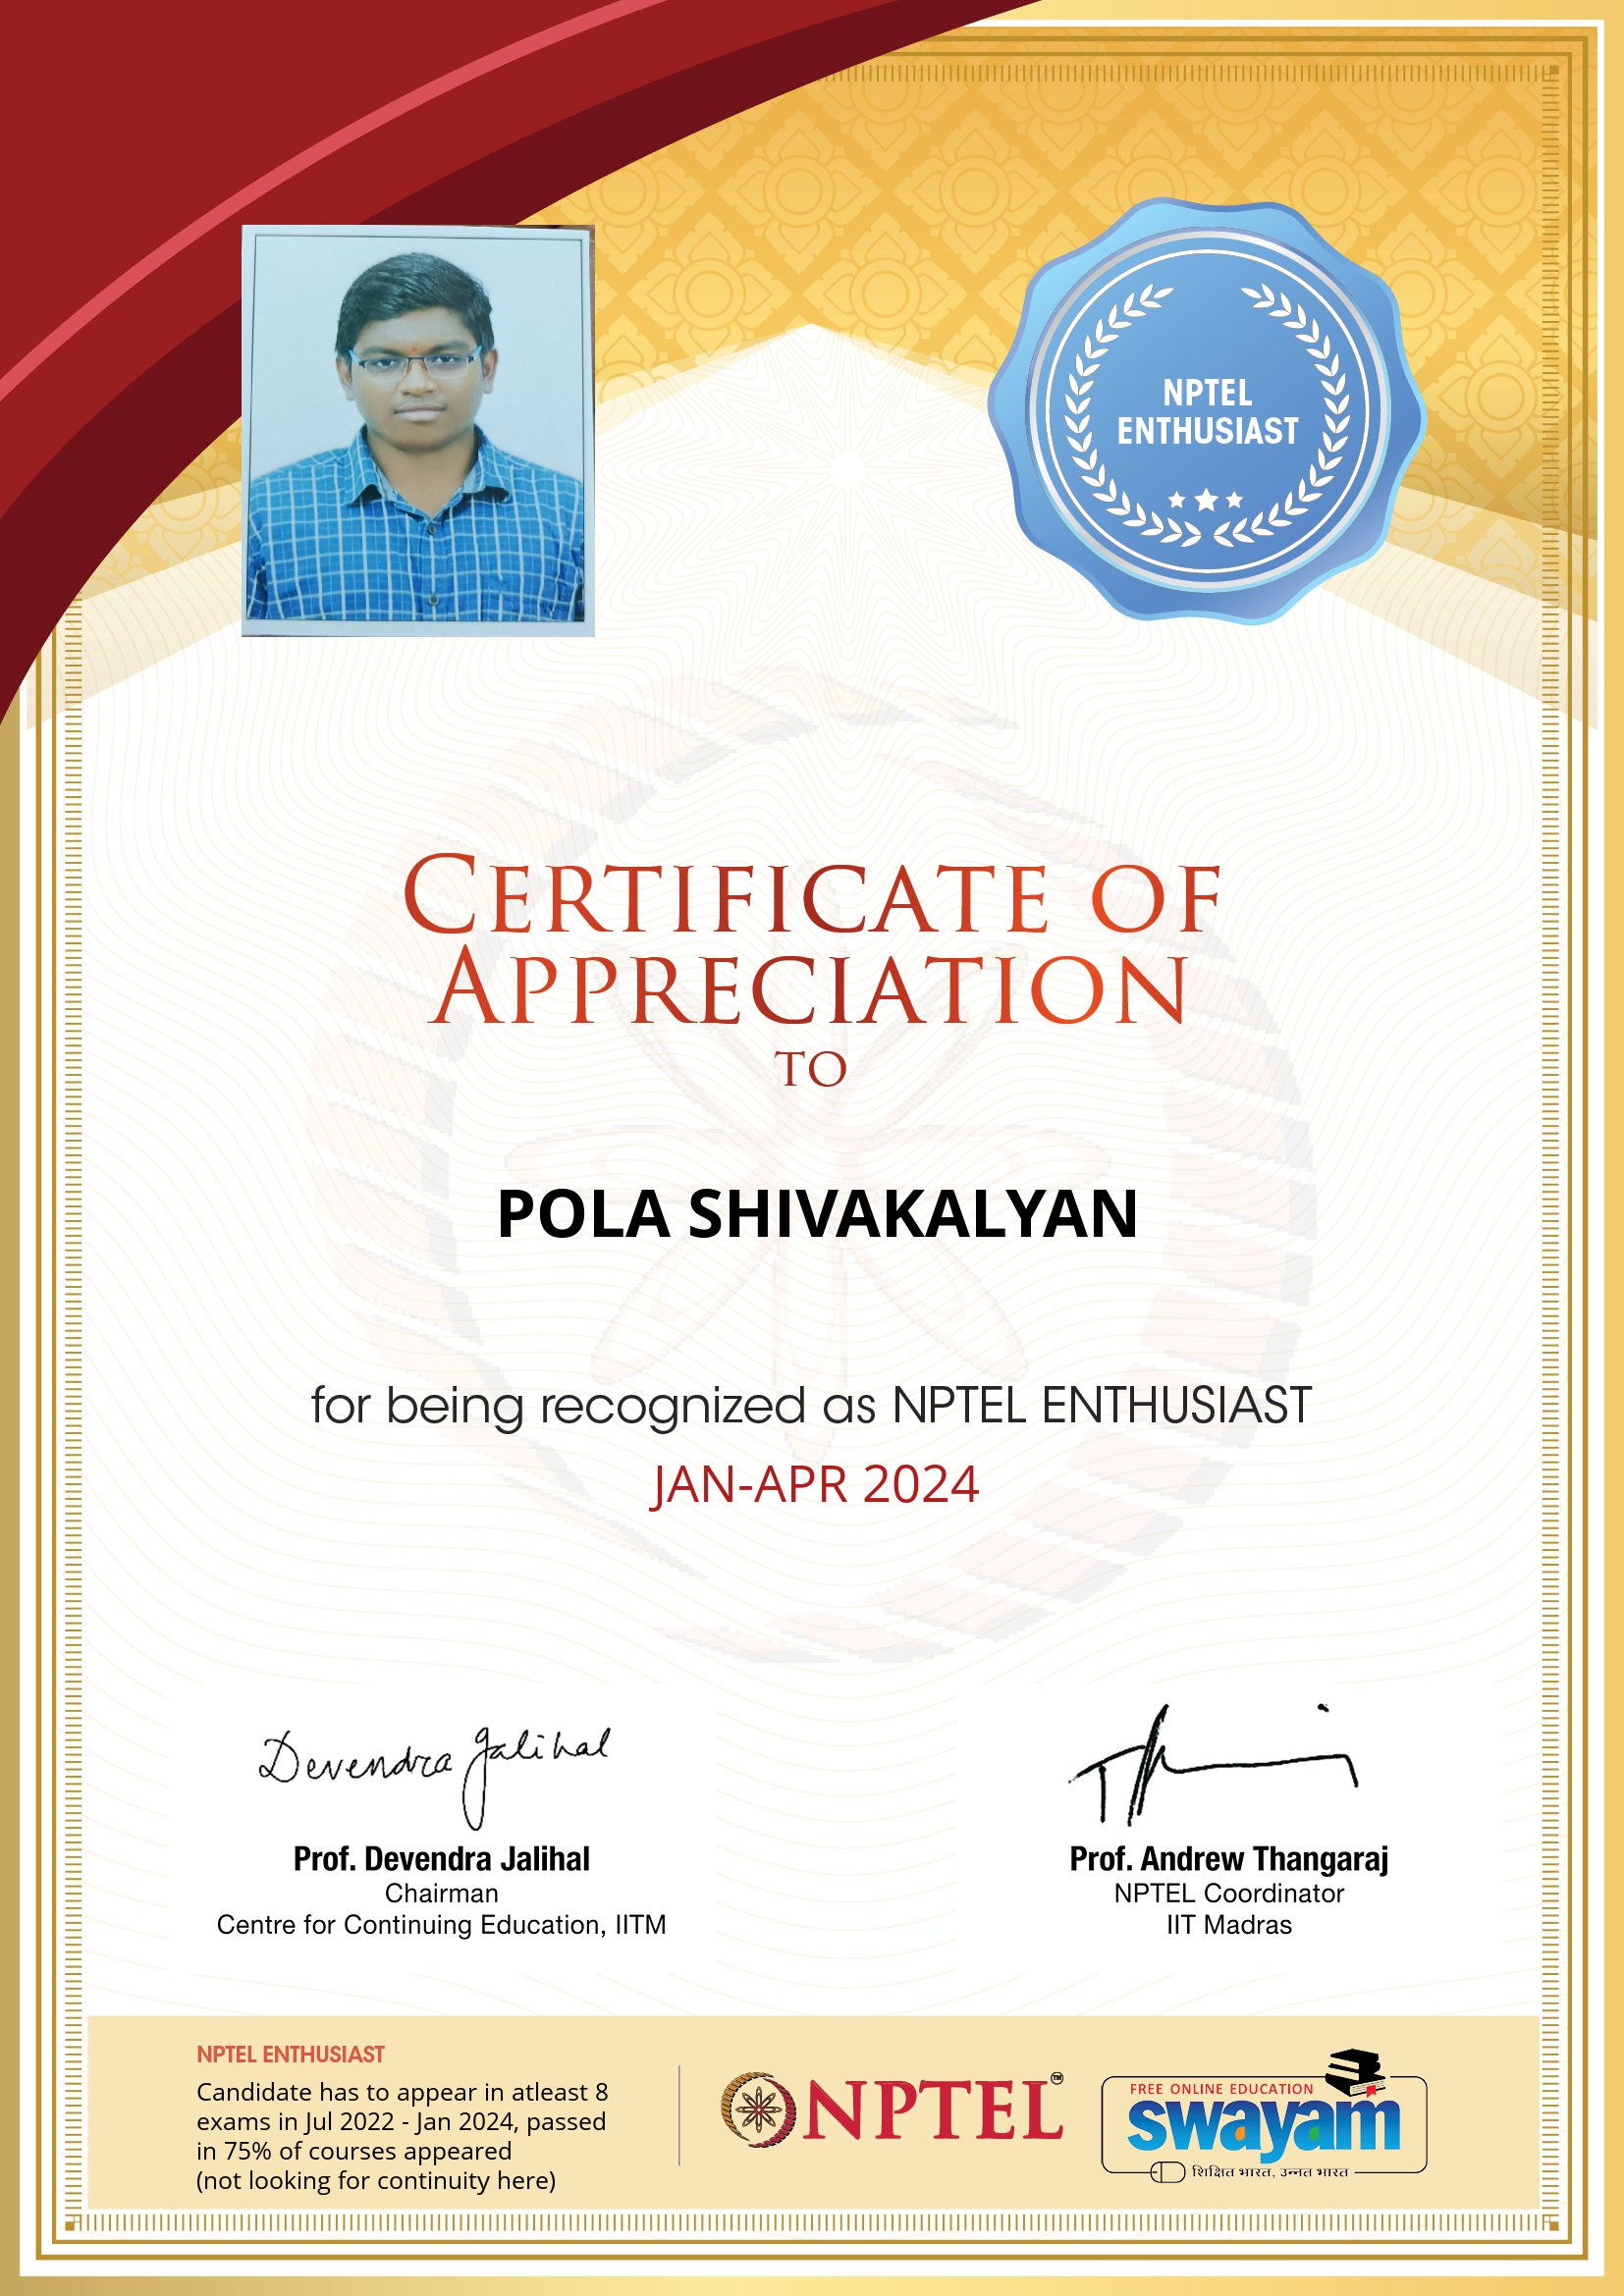 NPTEL
ENTHUSIAST
CERTIFICATE OF
APPRECIATION
TO
POLA SHIVAKALYAN
for being recognized as NPTEL ENTHUSIAST
JAN-APR 2024
Devendra Jalihal
Prof. Devendra Jalihal
Chairman
Centre for Continuing Education, IITM
Prof. Andrew Thangaraj
NPTEL Coordinator
IIT Madras
NPTEL ENTHUSIAST
Candidate has to appear in atleast 8
exams in Jul 2022 - Jan 2024, passed
in 75% of courses appeared
(not looking for continuity here)
NPTEL™
FREE ONLINE EDUCATION
swayam
शिक्षित भारत, उन्नत भारत